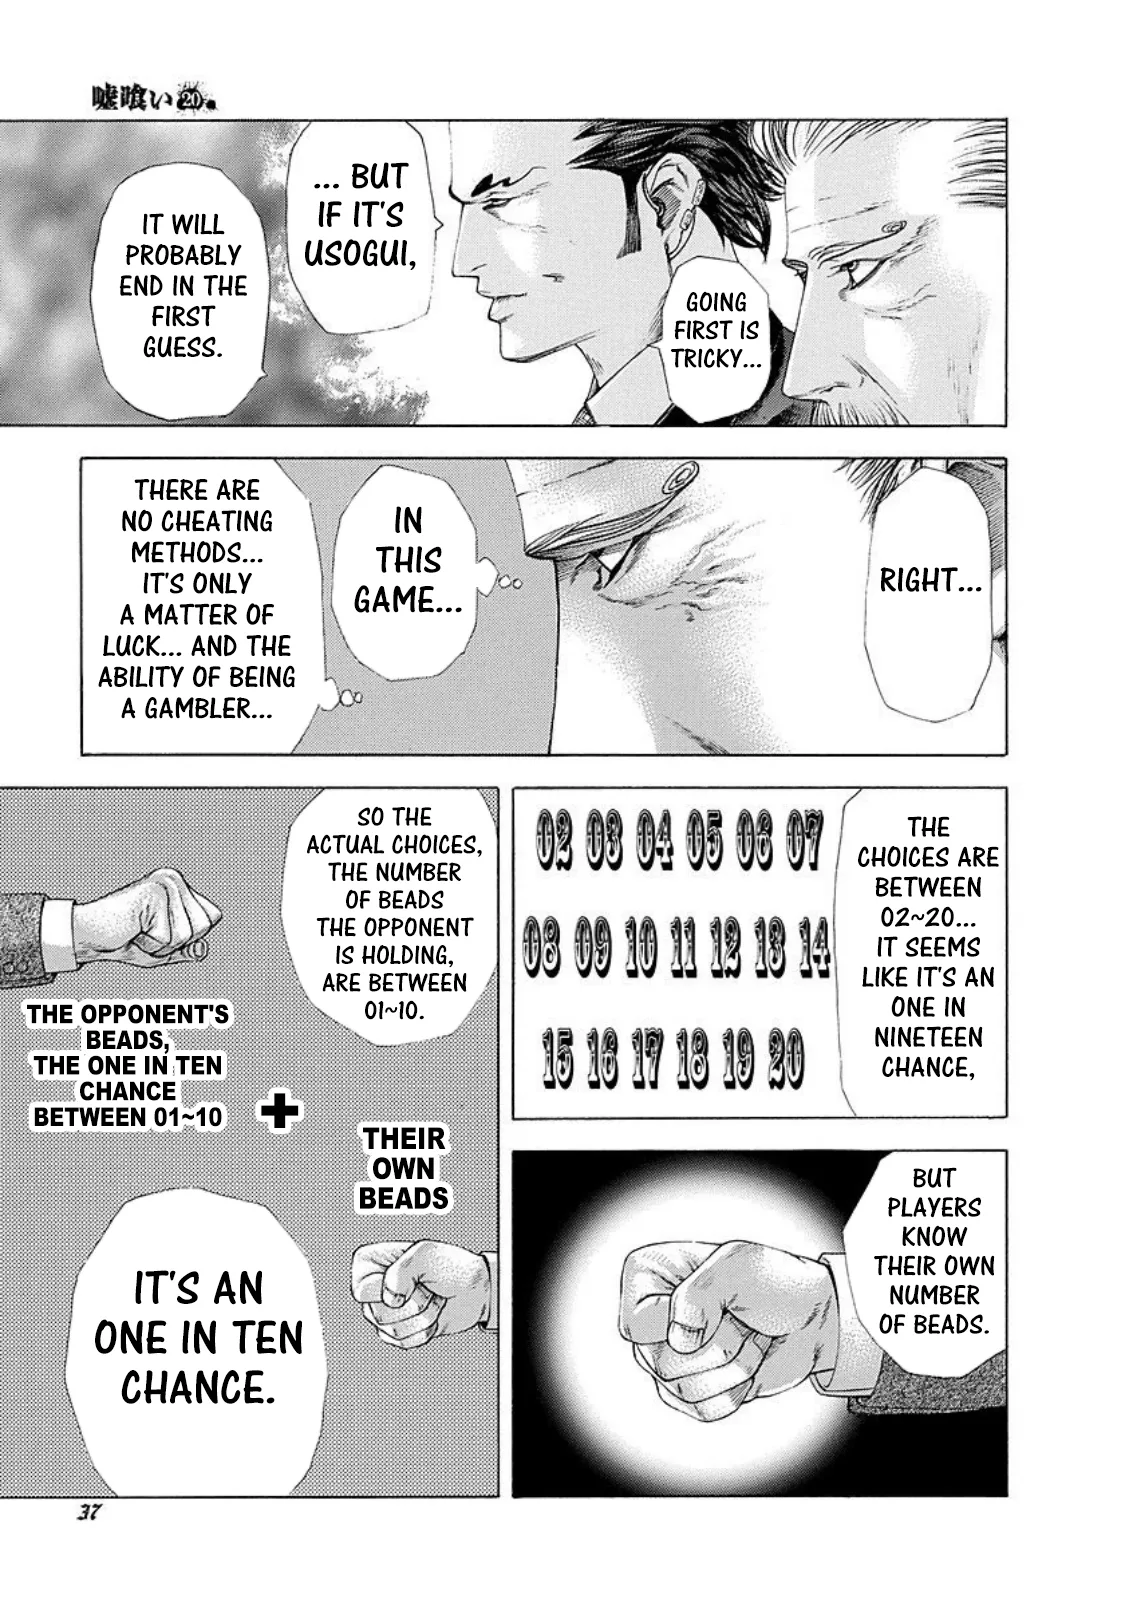 嘘喰い 20
GOING
FIRST IS
TRICKY...
... BUT
IF IT'S
USOGUI,
IT WILL
PROBABLY
END IN THE
FIRST
GUESS.
RIGHT...
IN
THIS
GAME...
THERE ARE
NO CHEATING
METHODS...
IT'S ONLY
A MATTER OF
LUCK... AND THE
ABILITY OF BEING
A GAMBLER...
THE
CHOICES ARE
BETWEEN
02~20...
IT SEEMS
LIKE IT'S AN
ONE IN
NINETEEN
CHANCE,
02 03 04 05 06 07
08 09 10 11 12 13 14
15 16 17 18 19 20
BUT
PLAYERS
KNOW
THEIR OWN
NUMBER
OF BEADS.
SO THE
ACTUAL CHOICES,
THE NUMBER
OF BEADS
THE OPPONENT
IS HOLDING,
ARE BETWEEN
01~10.
THE OPPONENT'S
BEADS,
THE ONE IN TEN
CHANCE
BETWEEN 01~10
+
THEIR
OWN
BEADS
IT'S AN
ONE IN TEN
CHANCE.
37